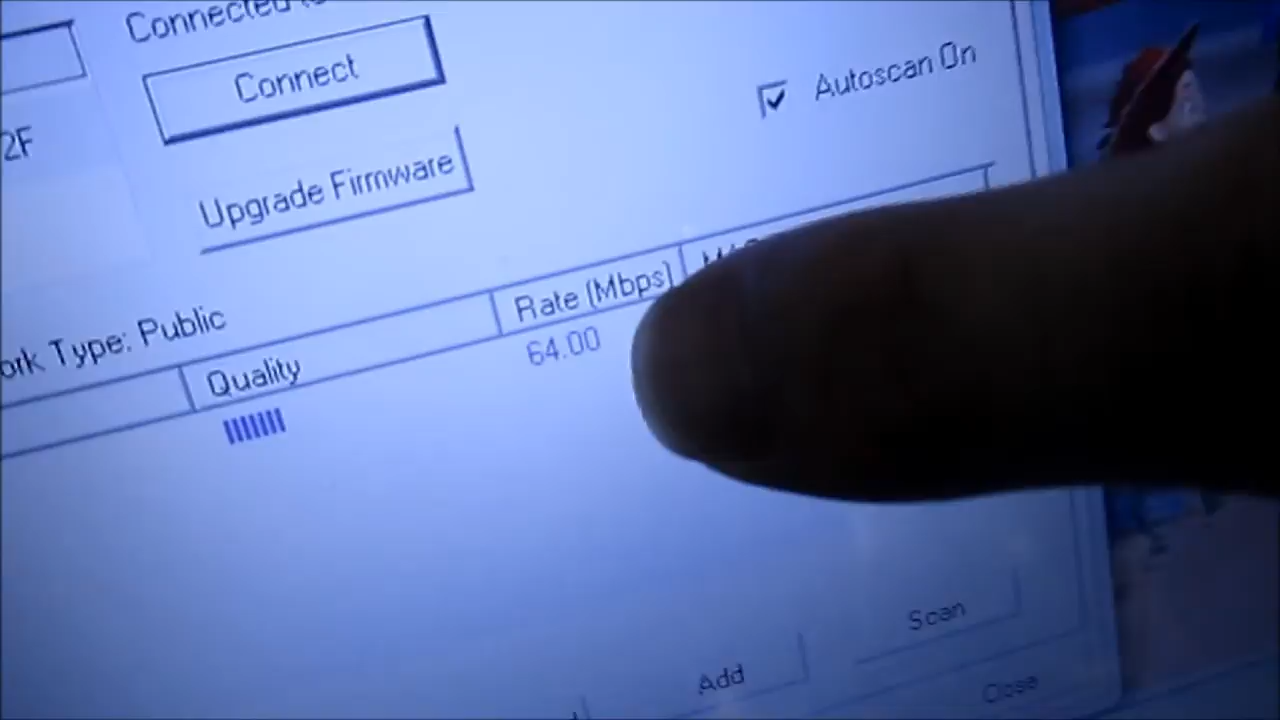 Connected
Connect
Autoscan On
2F
Upgrade Firmware
ork Type: Public
Quality
Rate (Mbps)
64.00
Scan
Add
Close